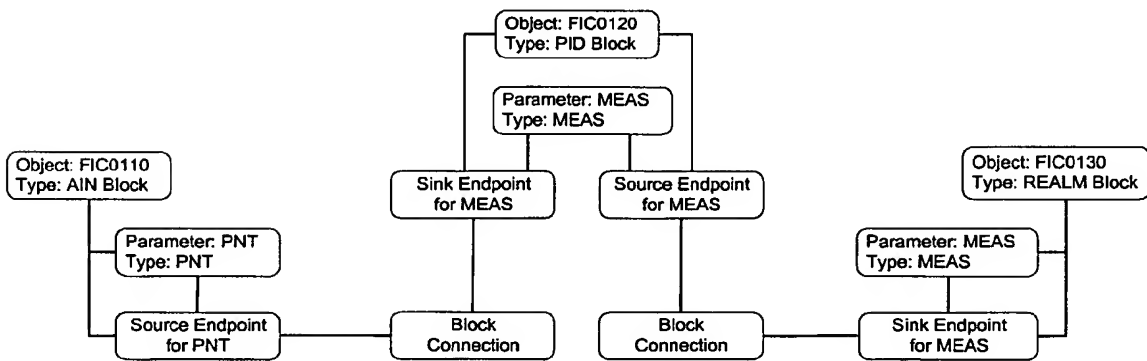 Object: FIC0120
Type: PID Block
Parameter: MEAS
Type: MEAS
Object: FIC0110
Type: AIN Block
Object: FIC0130
Type: REALM Block
Sink Endpoint
for MEAS
Source Endpoint
for MEAS
Parameter: PNT
Type: PNT
Parameter: MEAS
Type: MEAS
Source Endpoint
for PNT
Block
Connection
Block
Connection
Sink Endpoint
for MEAS